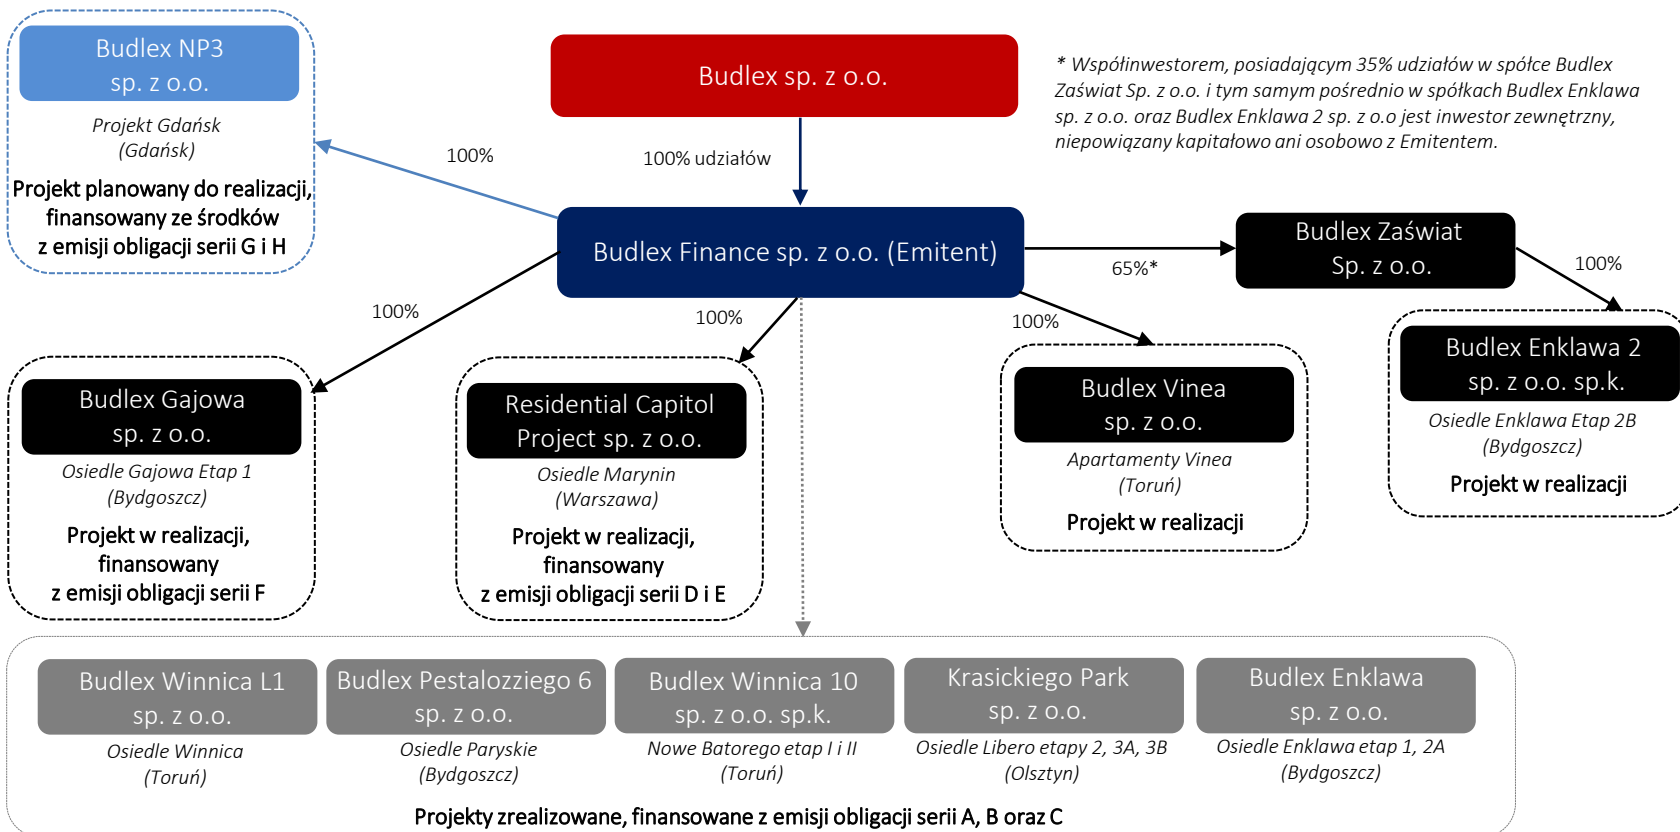 Budlex NP3
sp. z o.o.
Projekt Gdańsk
(Gdańsk)
Projekt planowany do realizacji,
finansowany ze środków
z emisji obligacji serii G i H
Budlex sp. z o.o.
* Współinwestorem, posiadającym 35% udziałów w spółce Budlex
Zaświat Sp. z o.o. i tym samym pośrednio w spółkach Budlex Enklawa
sp. z o.o. oraz Budlex Enklawa 2 sp. z o.o jest inwestor zewnętrzny,
niepowiązany kapitałowo ani osobowo z Emitentem.
100%
100% udziałów
Budlex Finance sp. z o.o. (Emitent)
65%*
Budlex Zaświat
Sp. z o.o.
100%
100%
100%
100%
Budlex Gajowa
sp. z o.o.
Osiedle Gajowa Etap 1
(Bydgoszcz)
Projekt w realizacji,
finansowany
z emisji obligacji serii F
Residential Capitol
Project sp. z o.o.
Osiedle Marynin
(Warszawa)
Projekt w realizacji,
finansowany
z emisji obligacji serii D i E
Budlex Vinea
sp. z o.o.
Apartamenty Vinea
(Toruń)
Projekt w realizacji
Budlex Enklawa 2
sp. z o.o. sp.k.
Osiedle Enklawa Etap 2B
(Bydgoszcz)
Projekt w realizacji
Budlex Winnica L1
sp. z o.o.
Osiedle Winnica
(Toruń)
Budlex Pestalozziego 6
sp. z o.o.
Osiedle Paryskie
(Bydgoszcz)
Budlex Winnica 10
sp. z o.o. sp.k.
Nowe Batorego etap I i II
(Toruń)
Krasickiego Park
sp. z o.o.
Osiedle Libero etapy 2, 3A, 3B
(Olsztyn)
Budlex Enklawa
sp. z o.o.
Osiedle Enklawa etap 1, 2A
(Bydgoszcz)
Projekty zrealizowane, finansowane z emisji obligacji serii A, B oraz C